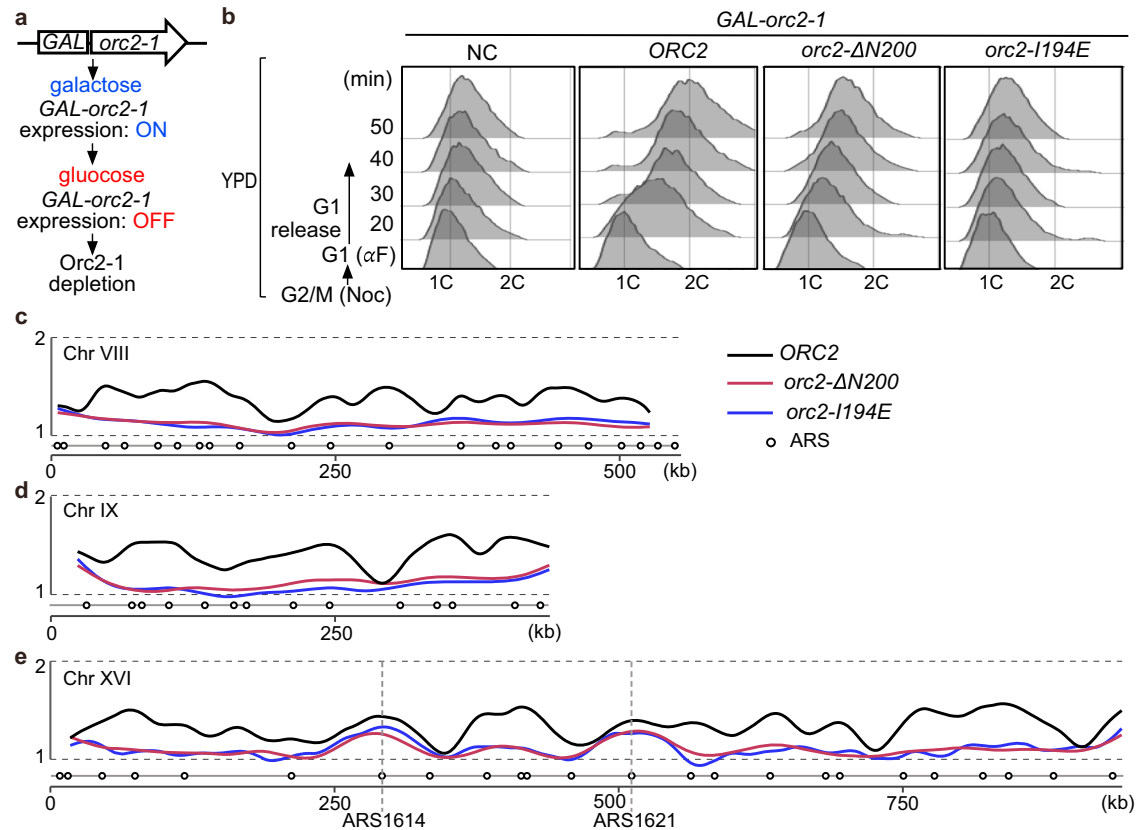 a
GAL orc2-1
galactose
GAL-orc2-1
expression: ON
gluocose
GAL-orc2-1
expression: OFF
Orc2-1
depletion
b
GAL-orc2-1
NC ORC2 orc2-ΔN200 orc2-I194E
(min)
50
40
30
20
YPD
G1
release
G1 (αF)
G2/M (Noc)
1C 2C 1C 2C 1C 2C 1C 2C
c
2
Chr VIII
1
0 250 500 (kb)
ORC2
orc2-ΔN200
orc2-I194E
ARS
d
2
Chr IX
1
0 250 (kb)
e
2
Chr XVI
1
0 250 500 750 (kb)
ARS1614 ARS1621